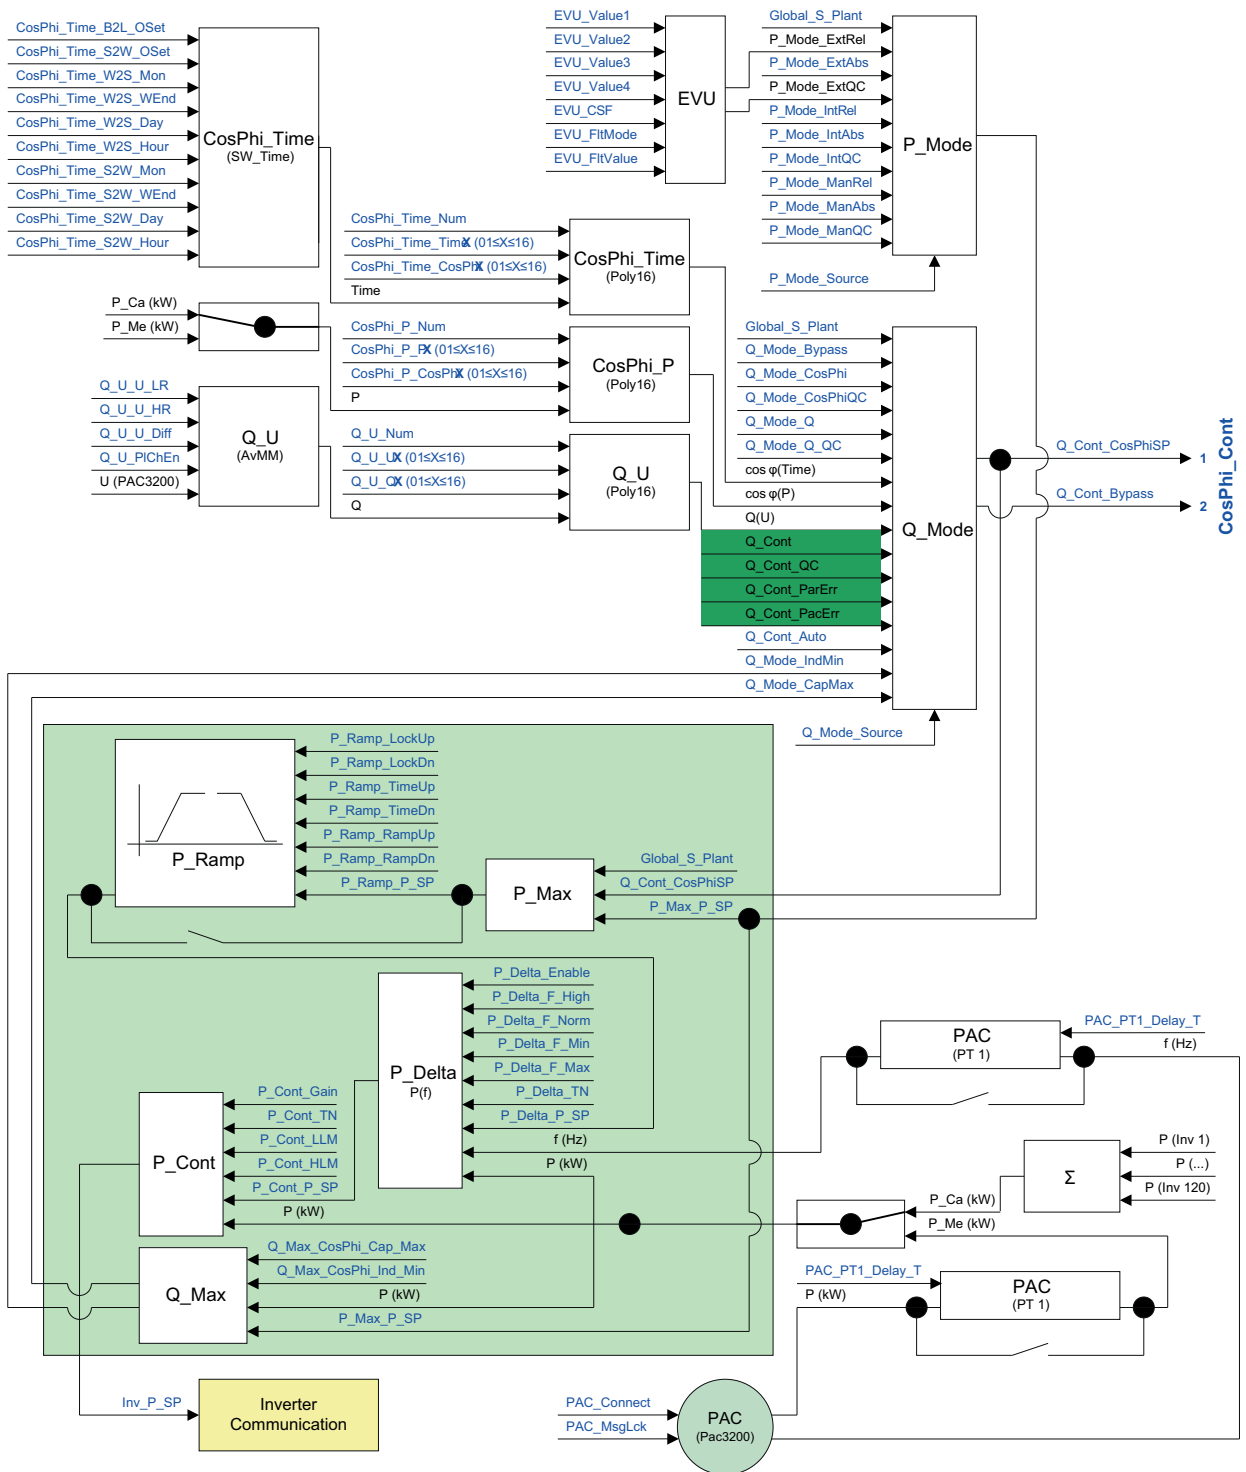 CosPhi_Time_B2L_OSet
CosPhi_Time_S2W_OSet
CosPhi_Time_W2S_Mon
CosPhi_Time_W2S_WEnd
CosPhi_Time_W2S_Day
CosPhi_Time_W2S_Hour
CosPhi_Time_S2W_Mon
CosPhi_Time_S2W_WEnd
CosPhi_Time_S2W_Day
CosPhi_Time_S2W_Hour
CosPhi_Time
(SW_Time)
EVU_Value1
EVU_Value2
EVU_Value3
EVU_Value4
EVU_CSF
EVU_FltMode
EVU_FltValue
EVU
Global_S_Plant
P_Mode_ExtRel
P_Mode_ExtAbs
P_Mode_ExtQC
P_Mode_IntRel
P_Mode_IntAbs
P_Mode_IntQC
P_Mode_ManRel
P_Mode_ManAbs
P_Mode_ManQC
P_Mode_Source
P_Mode
CosPhi_Time_Num
CosPhi_Time_TimeX (01≤X≤16)
CosPhi_Time_CosPhiX (01≤X≤16)
Time
CosPhi_Time
(Poly16)
P_Ca (kW)
P_Me (kW)
CosPhi_P_Num
CosPhi_P_PX (01≤X≤16)
CosPhi_P_CosPhiX (01≤X≤16)
P
CosPhi_P
(Poly16)
Q_U_U_LR
Q_U_U_HR
Q_U_U_Diff
Q_U_PlChEn
U (PAC3200)
Q_U
(AvMM)
Q_U_Num
Q_U_UX (01≤X≤16)
Q_U_QX (01≤X≤16)
Q
Q_U
(Poly16)
Global_S_Plant
Q_Mode_Bypass
Q_Mode_CosPhi
Q_Mode_CosPhiQC
Q_Mode_Q
Q_Mode_Q_QC
cos φ(Time)
cos φ(P)
Q(U)
Q_Cont
Q_Cont_QC
Q_Cont_ParErr
Q_Cont_PacErr
Q_Cont_Auto
Q_Mode_IndMin
Q_Mode_CapMax
Q_Mode_Source
Q_Mode
Q_Cont_CosPhiSP
1
Q_Cont_Bypass
2
CosPhi_Cont
P_Ramp_LockUp
P_Ramp_LockDn
P_Ramp_TimeUp
P_Ramp_TimeDn
P_Ramp_RampUp
P_Ramp_RampDn
P_Ramp_P_SP
P_Ramp
P_Max
Global_S_Plant
Q_Cont_CosPhiSP
P_Max_P_SP
P_Delta_Enable
P_Delta_F_High
P_Delta_F_Norm
P_Delta_F_Min
P_Delta_F_Max
P_Delta_TN
P_Delta_P_SP
f (Hz)
P (kW)
P_Delta
P(f)
P_Cont_Gain
P_Cont_TN
P_Cont_LLM
P_Cont_HLM
P_Cont_P_SP
P (kW)
P_Cont
Q_Max_CosPhi_Cap_Max
Q_Max_CosPhi_Ind_Min
P (kW)
P_Max_P_SP
Q_Max
PAC
(PT 1)
PAC_PT1_Delay_T
f (Hz)
Σ
P (Inv 1)
P (...)
P (Inv 120)
P_Ca (kW)
P_Me (kW)
PAC_PT1_Delay_T
P (kW)
PAC
(PT 1)
Inv_P_SP
Inverter
Communication
PAC_Connect
PAC_MsgLck
PAC
(Pac3200)